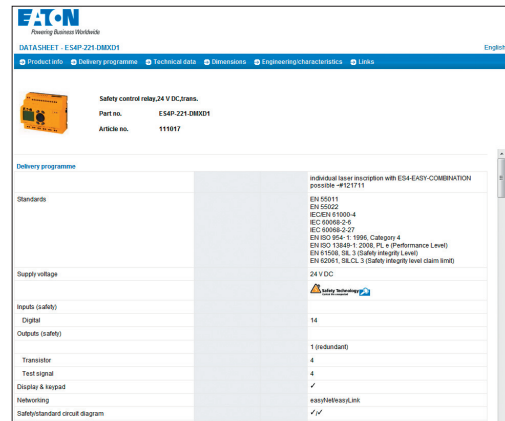 EATON
Powering Business Worldwide
DATASHEET - ES4P-221-DMXD1
English
Product info Delivery programme Technical data Dimensions Engineering/characteristics Links
Safety control relay,24 V DC,trans.
Part no. ES4P-221-DMXD1
Article no. 111017
Delivery programme
individual laser inscription with ES4-EASY-COMBINATION
possible →#121711
Standards
EN 55011
EN 55022
IEC/EN 61000-4
IEC 60068-2-6
IEC 60068-2-27
EN ISO 954-1: 1996, Category 4
EN ISO 13849-1: 2008, PL e (Performance Level)
EN 61508, SIL 3 (Safety Integrity Level)
EN 62061, SILCL 3 (Safety integrity level claim limit)
Supply voltage
24 V DC
Safety Technology
Inputs (safety)
Digital 14
Outputs (safety)
1 (redundant)
Transistor 4
Test signal 4
Display & keypad ✓
Networking easyNet/easyLink
Safety/standard circuit diagram ✓/✓